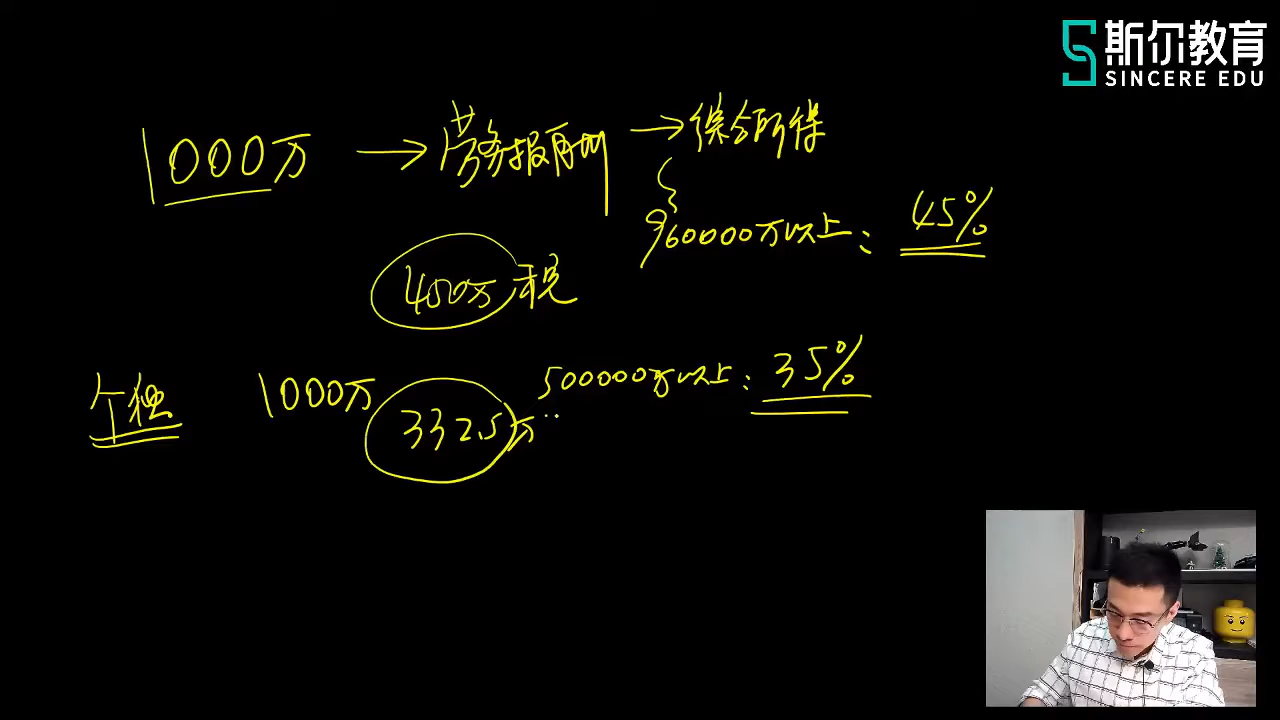 斯尔教育
SINCERE EDU
1000万 → 劳务报酬 → 综合所得
960000万以上: 45%
450万税
500000万以上: 35%
个独 1000万
332.5万